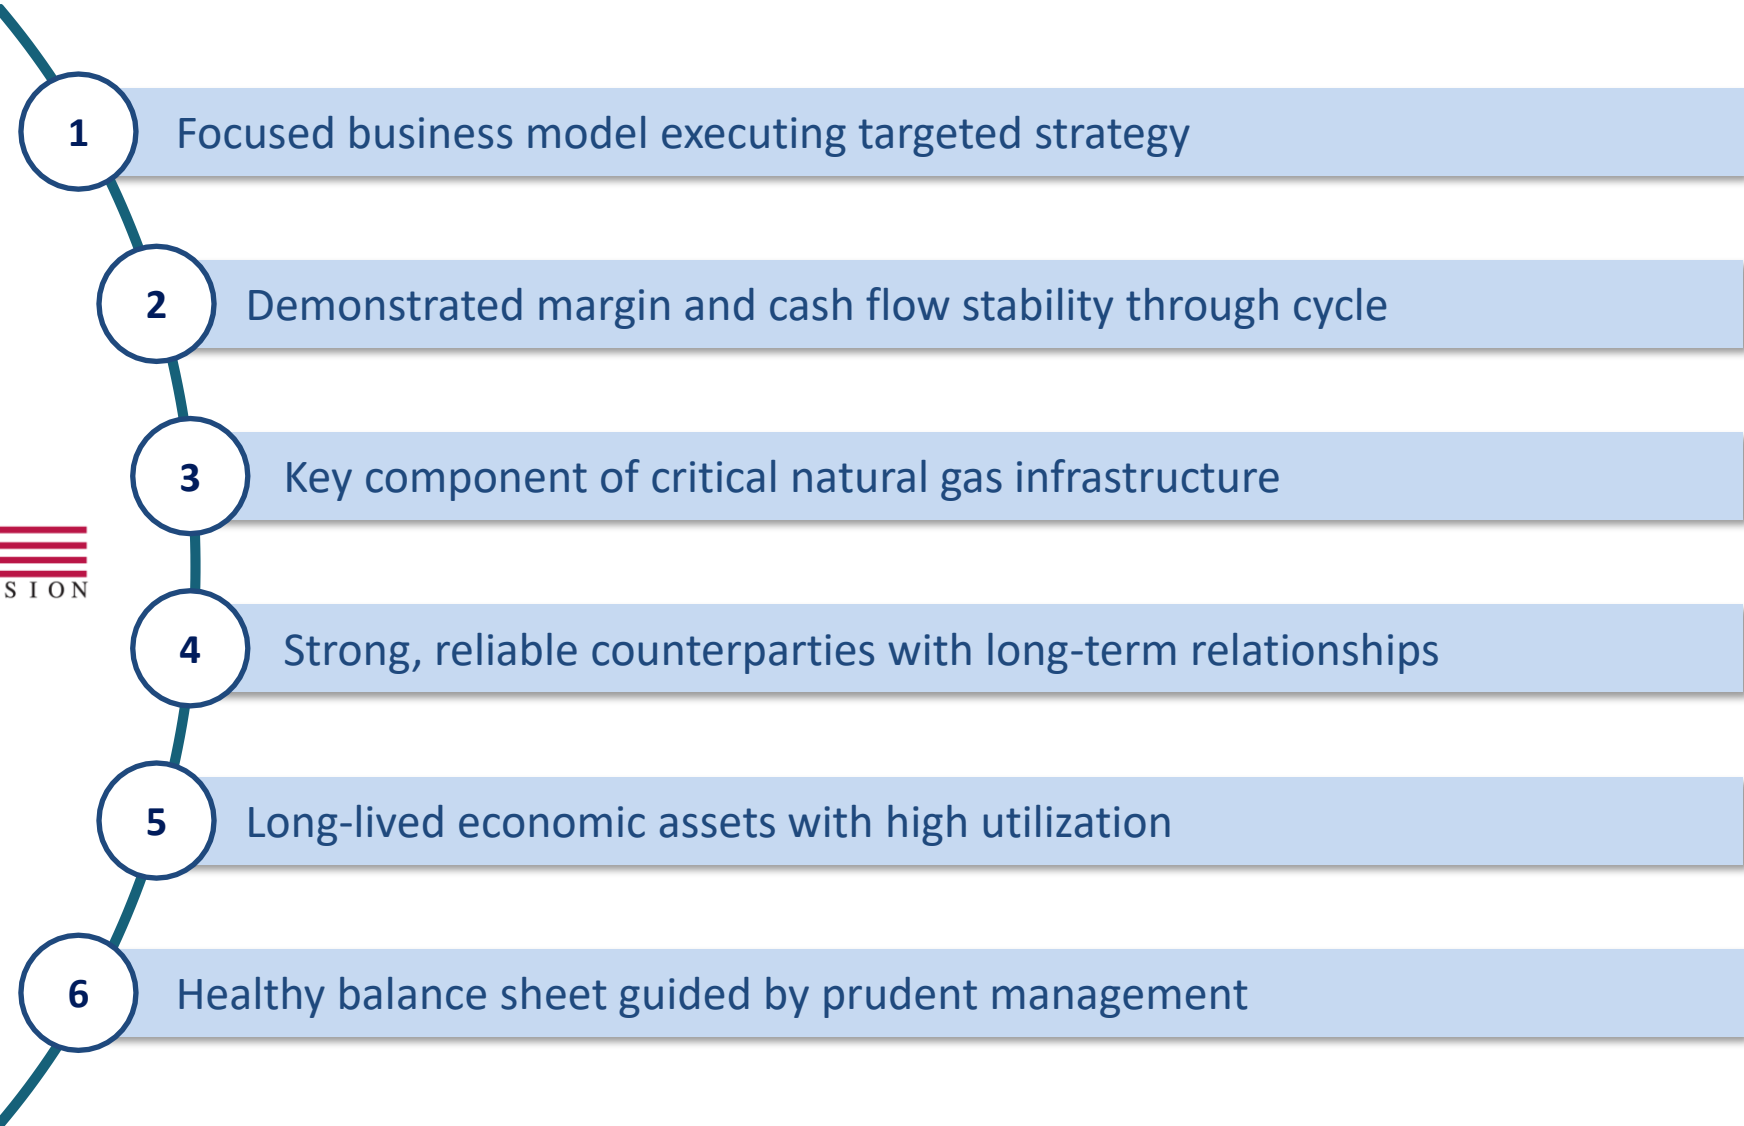 1
Focused business model executing targeted strategy
2
Demonstrated margin and cash flow stability through cycle
3
Key component of critical natural gas infrastructure
SION
4
Strong, reliable counterparties with long-term relationships
5
Long-lived economic assets with high utilization
6
Healthy balance sheet guided by prudent management